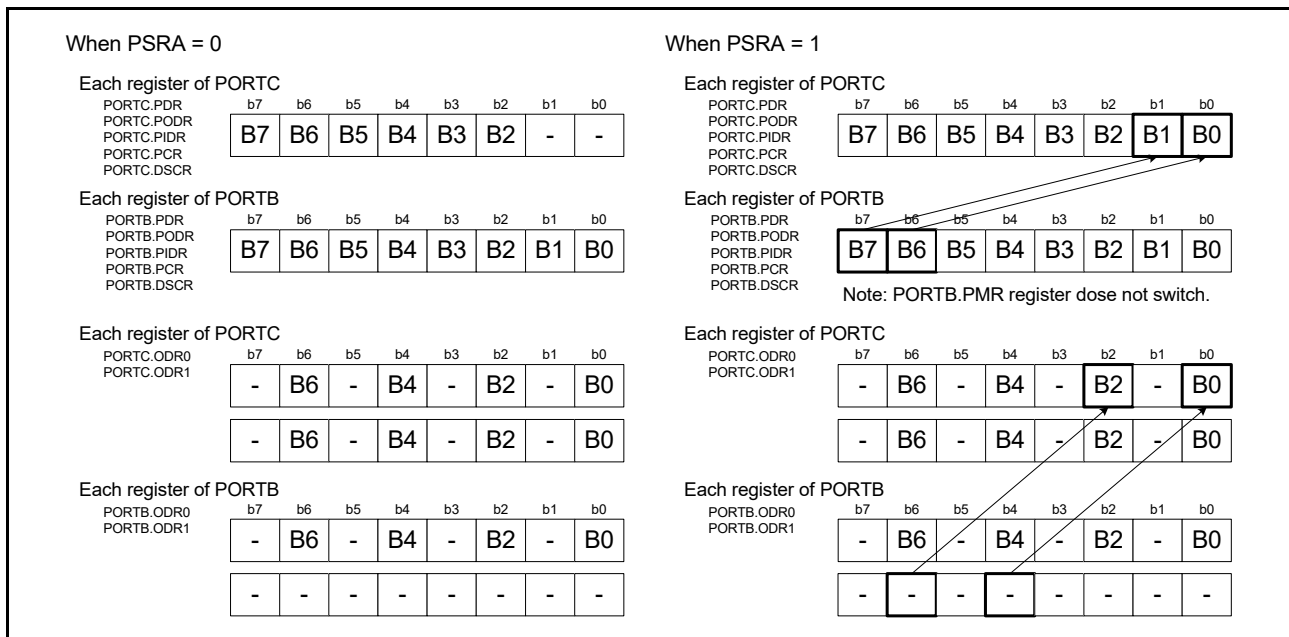 When PSRA = 0
Each register of PORTC
PORTC.PDR
PORTC.PODR
PORTC.PIDR
PORTC.PCR
PORTC.DSCR
b7 b6 b5 b4 b3 b2 b1 b0
B7 B6 B5 B4 B3 B2 - -
Each register of PORTB
PORTB.PDR
PORTB.PODR
PORTB.PIDR
PORTB.PCR
PORTB.DSCR
b7 b6 b5 b4 b3 b2 b1 b0
B7 B6 B5 B4 B3 B2 B1 B0
Each register of PORTC
PORTC.ODR0
PORTC.ODR1
b7 b6 b5 b4 b3 b2 b1 b0
- B6 - B4 - B2 - B0
- B6 - B4 - B2 - B0
Each register of PORTB
PORTB.ODR0
PORTB.ODR1
b7 b6 b5 b4 b3 b2 b1 b0
- B6 - B4 - B2 - B0
- - - - - - - -
When PSRA = 1
Each register of PORTC
PORTC.PDR
PORTC.PODR
PORTC.PIDR
PORTC.PCR
PORTC.DSCR
b7 b6 b5 b4 b3 b2 b1 b0
B7 B6 B5 B4 B3 B2 B1 B0
Each register of PORTB
PORTB.PDR
PORTB.PODR
PORTB.PIDR
PORTB.PCR
PORTB.DSCR
b7 b6 b5 b4 b3 b2 b1 b0
B7 B6 B5 B4 B3 B2 B1 B0
Note: PORTB.PMR register dose not switch.
Each register of PORTC
PORTC.ODR0
PORTC.ODR1
b7 b6 b5 b4 b3 b2 b1 b0
- B6 - B4 - B2 - B0
- B6 - B4 - B2 - B0
Each register of PORTB
PORTB.ODR0
PORTB.ODR1
b7 b6 b5 b4 b3 b2 b1 b0
- B6 - B4 - B2 - B0
- - - - - - - -